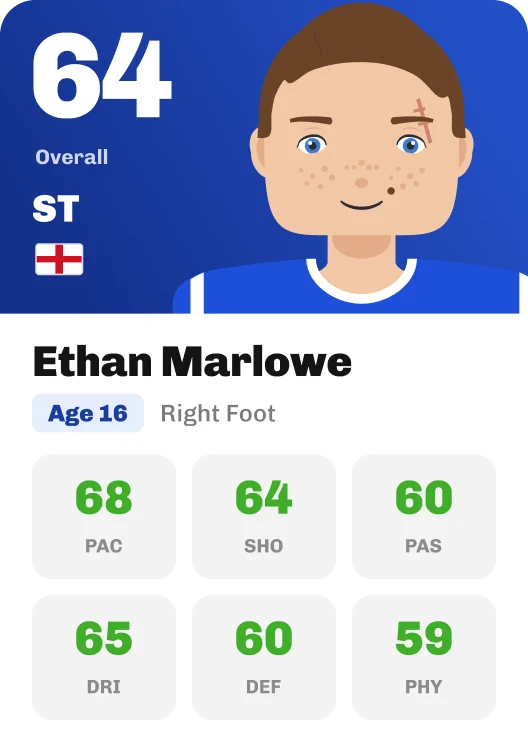 64
Overall
ST
Ethan Marlowe
Age 16 Right Foot
68 64 60
PAC SHO PAS
65 60 59
DRI DEF PHY